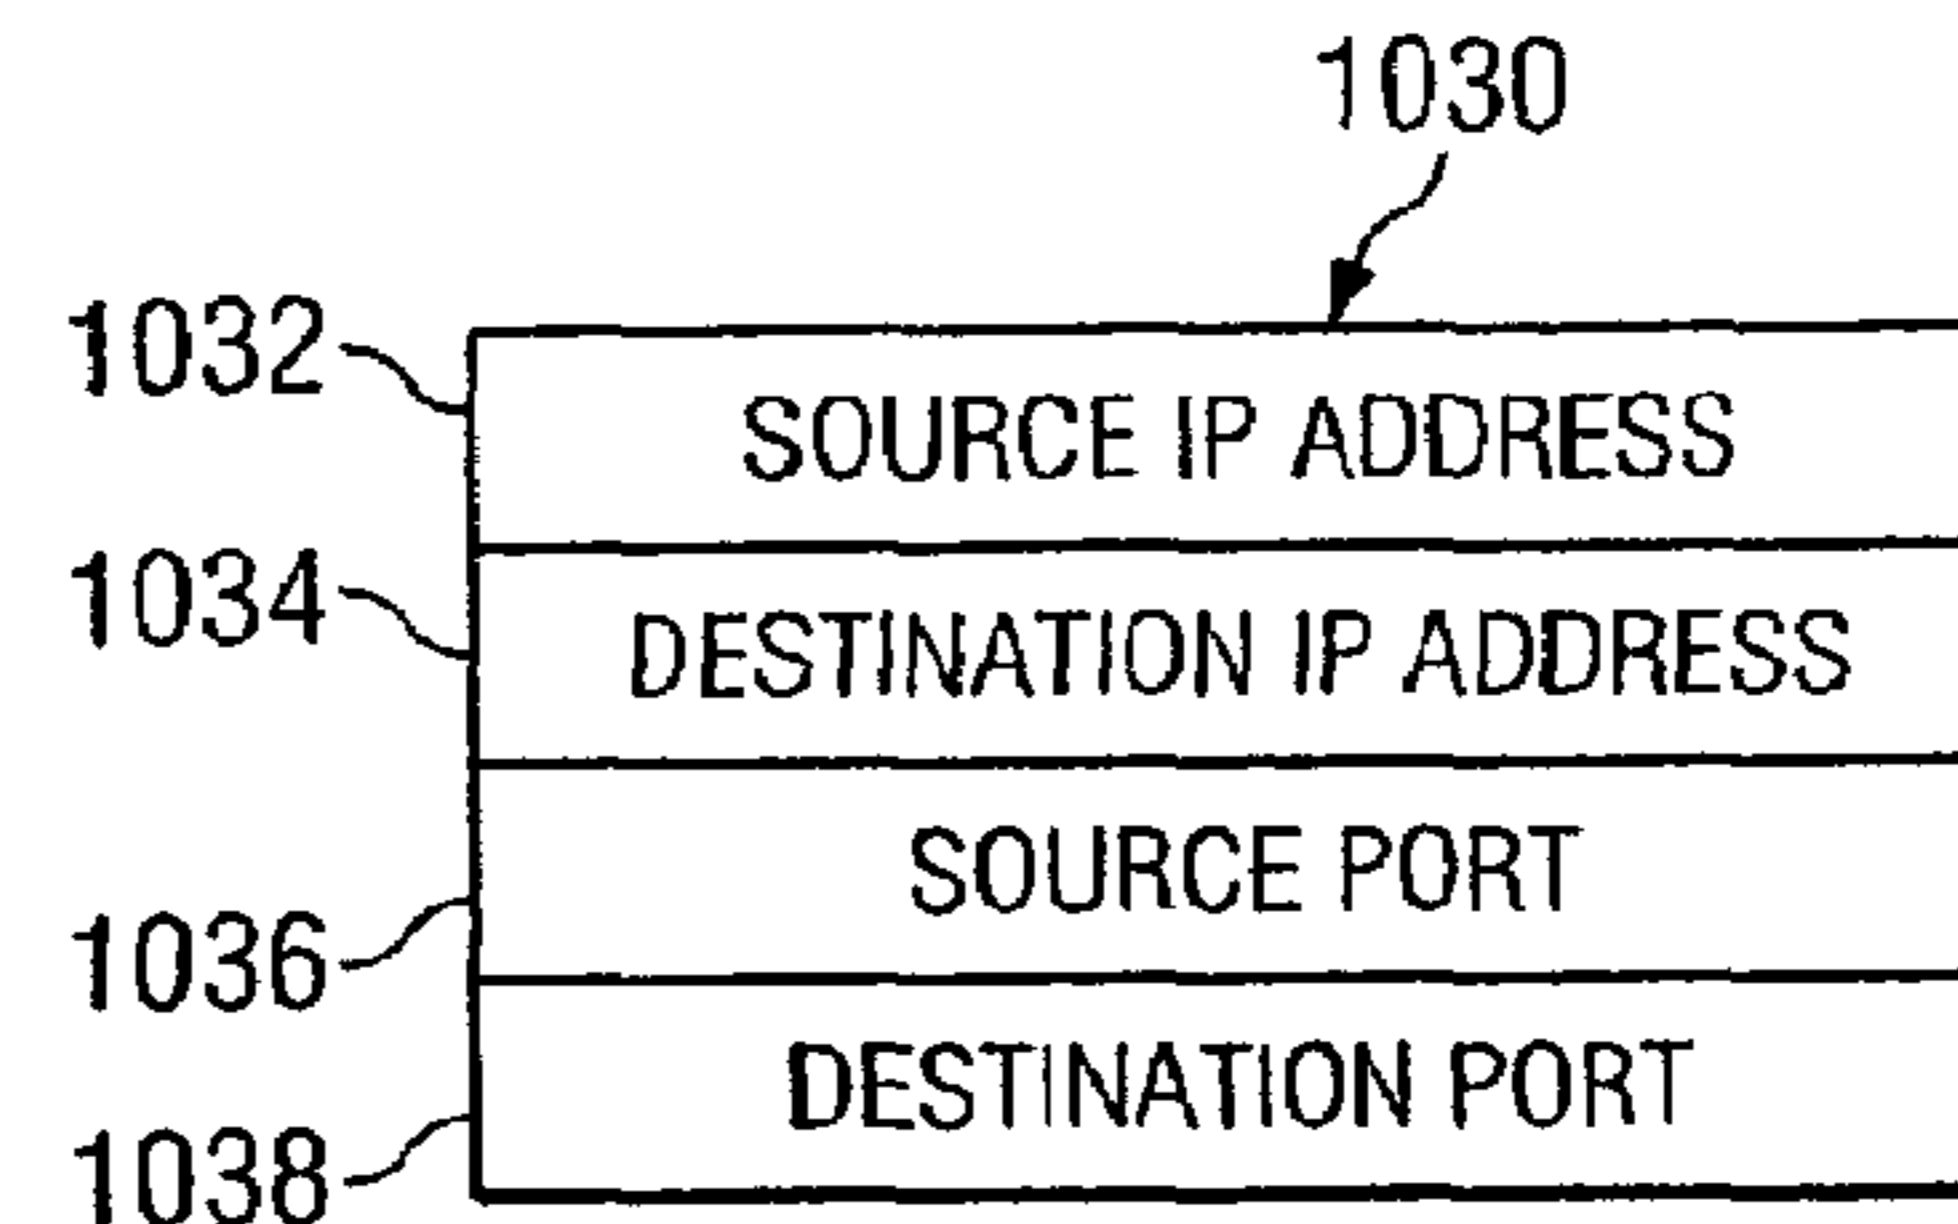 1030
1032
SOURCE IP ADDRESS
1034
DESTINATION IP ADDRESS
SOURCE PORT
1036
DESTINATION PORT
1038